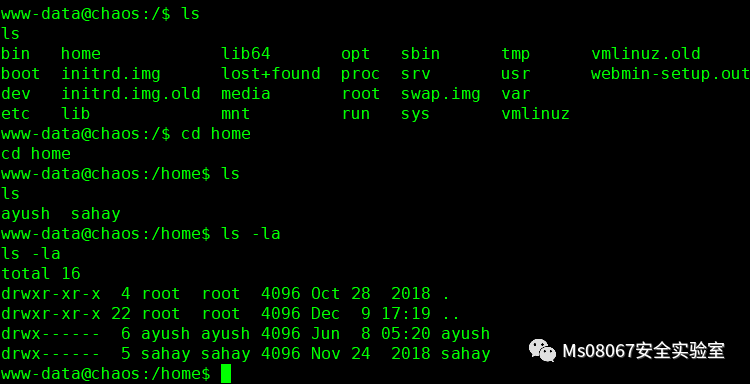 www-data@chaos:/$ ls
ls
bin   home            lib64       opt   sbin      tmp      vmlinuz.old
boot  initrd.img      lost+found  proc  srv       usr      webmin-setup.out
dev   initrd.img.old  media       root  swap.img  var
etc   lib             mnt         run   sys       vmlinuz
www-data@chaos:/$ cd home
cd home
www-data@chaos:/home$ ls
ls
ayush  sahay
www-data@chaos:/home$ ls -la
ls -la
total 16
drwxr-xr-x  4 root  root  4096 Oct 28  2018 .
drwxr-xr-x 22 root  root  4096 Dec  9 17:19 ..
drwx------  6 ayush ayush 4096 Jun  8 05:20 ayush
drwx------  5 sahay sahay 4096 Nov 24  2018 sahay
www-data@chaos:/home$
Ms08067安全实验室